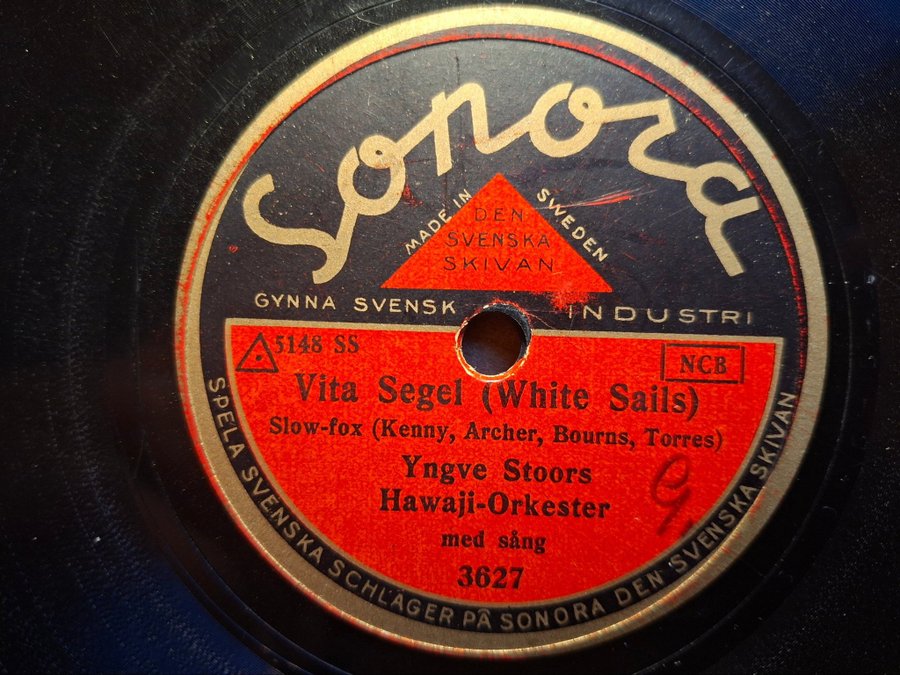 Sonora
MADE IN SWEDEN
DEN
SVENSKA
SKIVAN
GYNNA SVENSK INDUSTRI
5148 SS
NCB
Vita Segel (White Sails)
Slow-fox (Kenny, Archer, Bourns, Torres)
Yngve Stoors
Hawaji-Orkester
med sång
3627
SPELA SVENSKA SCHLÄGER PÅ SONORA DEN SVENSKA SKIVAN